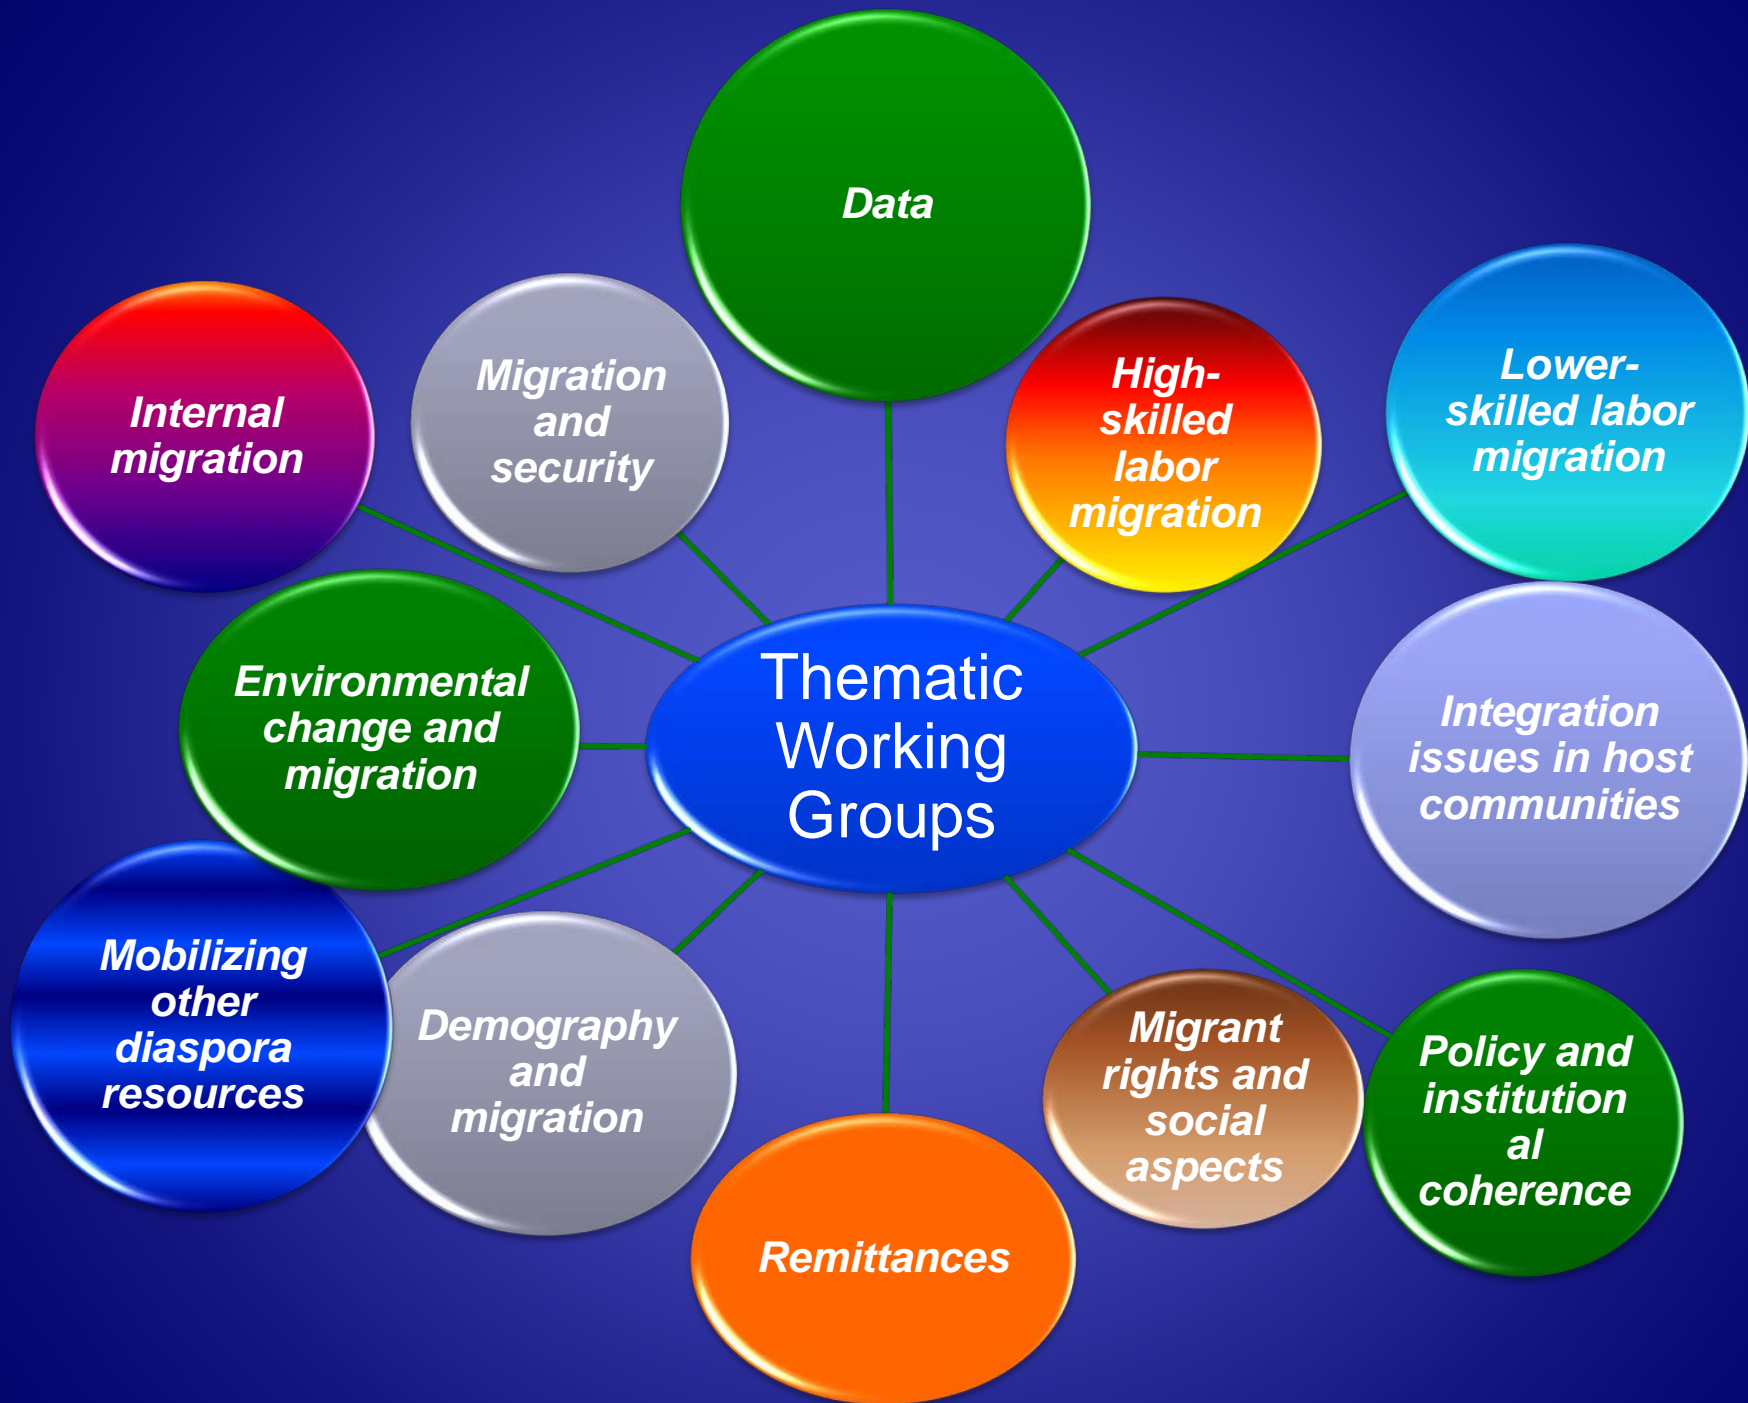 Data
Internal
migration
Migration
and
security
High-
skilled
labor
migration
Lower-
skilled labor
migration
Environmental
change and
migration
Thematic
Working
Groups
Integration
issues in host
communities
Mobilizing
other
diaspora
resources
Demography
and
migration
Remittances
Migrant
rights and
social
aspects
Policy and
institution
al
coherence